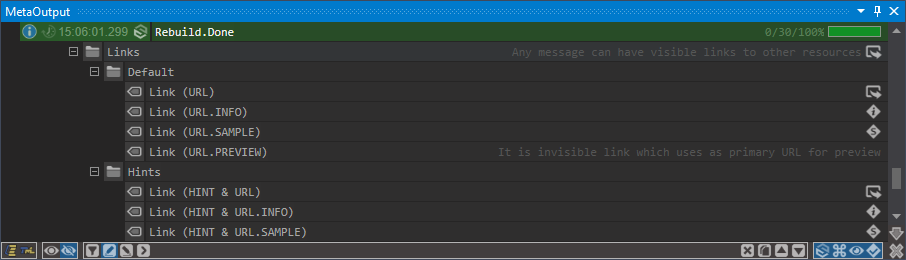 MetaOutput
15:06:01.299 Rebuild.Done 0/30/100%
Links Any message can have visible links to other resources
Default
Link (URL)
Link (URL.INFO)
Link (URL.SAMPLE)
Link (URL.PREVIEW) It is invisible link which uses as primary URL for preview
Hints
Link (HINT & URL)
Link (HINT & URL.INFO)
Link (HINT & URL.SAMPLE)